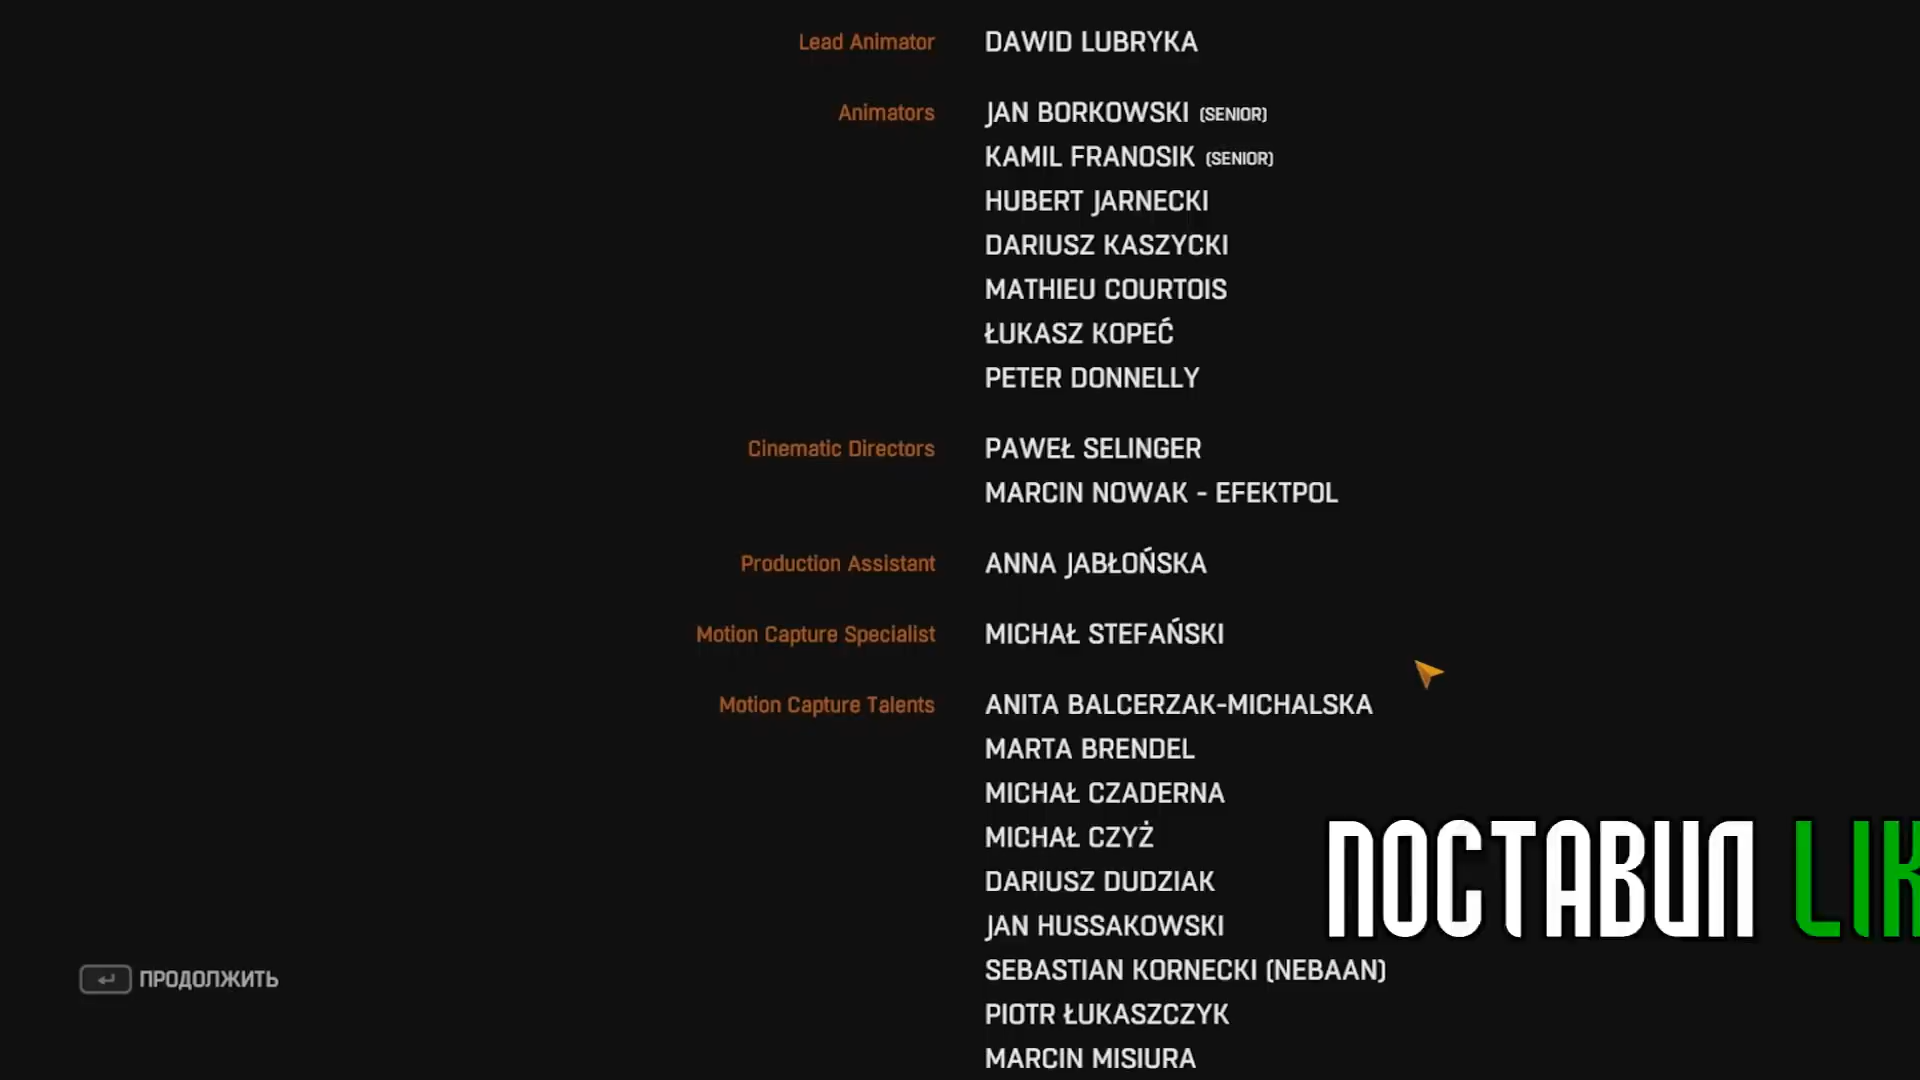 Lead Animator DAWID LUBRYKA
Animators JAN BORKOWSKI (SENIOR)
KAMIL FRANOSIK (SENIOR)
HUBERT JARNECKI
DARIUSZ KASZYCKI
MATHIEU COURTOIS
ŁUKASZ KOPEĆ
PETER DONNELLY
Cinematic Directors PAWEŁ SELINGER
MARCIN NOWAK - EFEKTPOL
Production Assistant ANNA JABŁOŃSKA
Motion Capture Specialist MICHAŁ STEFAŃSKI
Motion Capture Talents ANITA BALCERZAK-MICHALSKA
MARTA BRENDEL
MICHAŁ CZADERNA
MICHAŁ CZYŻ
DARIUSZ DUDZIAK
JAN HUSSAKOWSKI
SEBASTIAN KORNECKI (NEBAAN)
PIOTR ŁUKASZCZYK
MARCIN MISIURA
ПОСТАВИЛ LIK
ПРОДОЛЖИТЬ